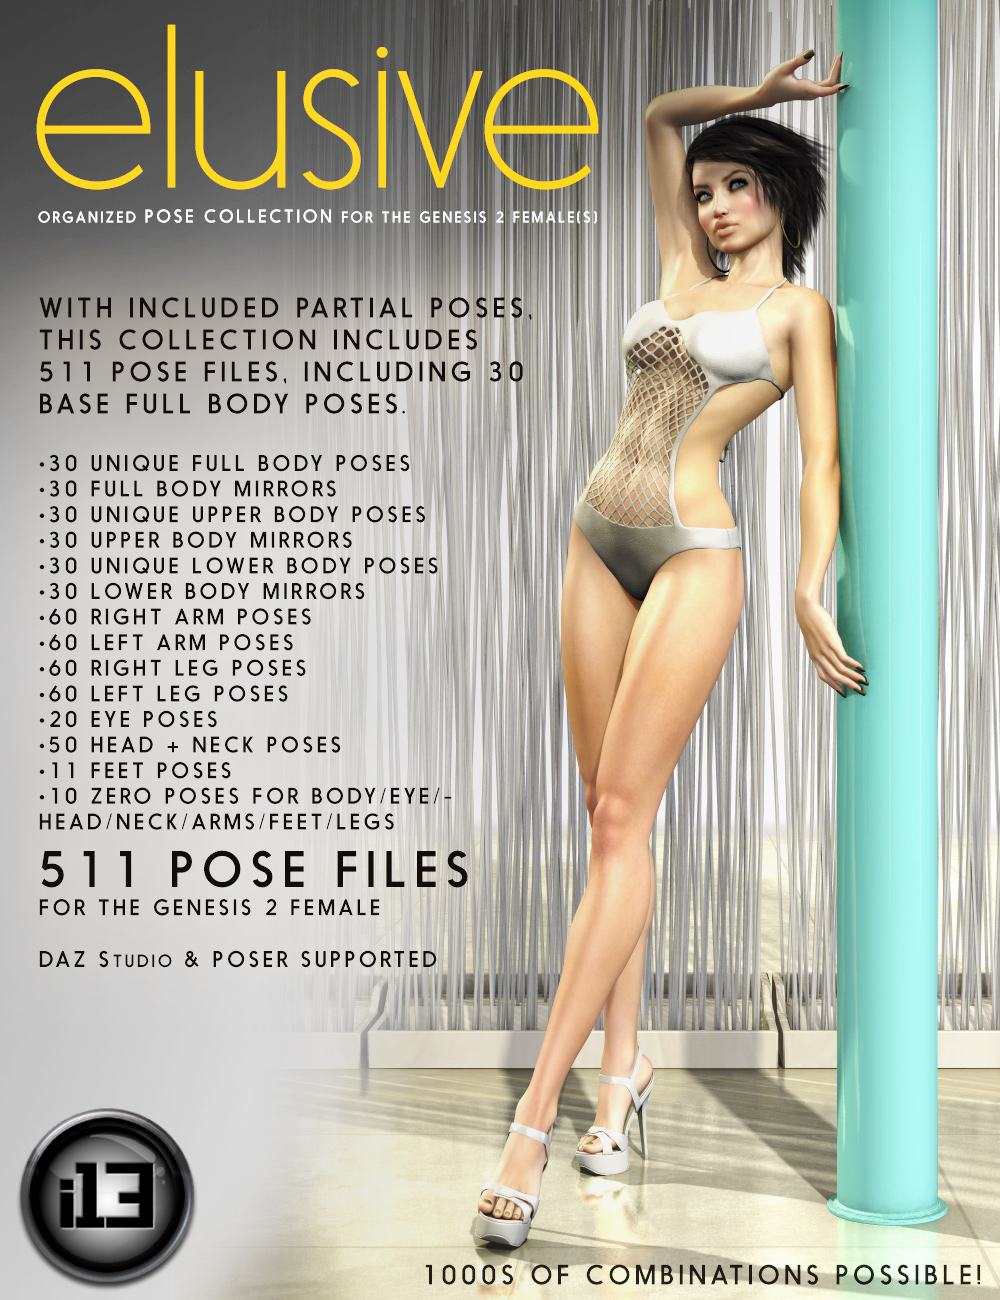 elusive
ORGANIZED POSE COLLECTION FOR THE GENESIS 2 FEMALE(S)
WITH INCLUDED PARTIAL POSES,
THIS COLLECTION INCLUDES
511 POSE FILES, INCLUDING 30
BASE FULL BODY POSES.
•30 UNIQUE FULL BODY POSES
•30 FULL BODY MIRRORS
•30 UNIQUE UPPER BODY POSES
•30 UPPER BODY MIRRORS
•30 UNIQUE LOWER BODY POSES
•30 LOWER BODY MIRRORS
•60 RIGHT ARM POSES
•60 LEFT ARM POSES
•60 RIGHT LEG POSES
•60 LEFT LEG POSES
•20 EYE POSES
•50 HEAD + NECK POSES
•11 FEET POSES
•10 ZERO POSES FOR BODY/EYE/-
HEAD/NECK/ARMS/FEET/LEGS
511 POSE FILES
FOR THE GENESIS 2 FEMALE
DAZ STUDIO & POSER SUPPORTED
i13
1000S OF COMBINATIONS POSSIBLE!